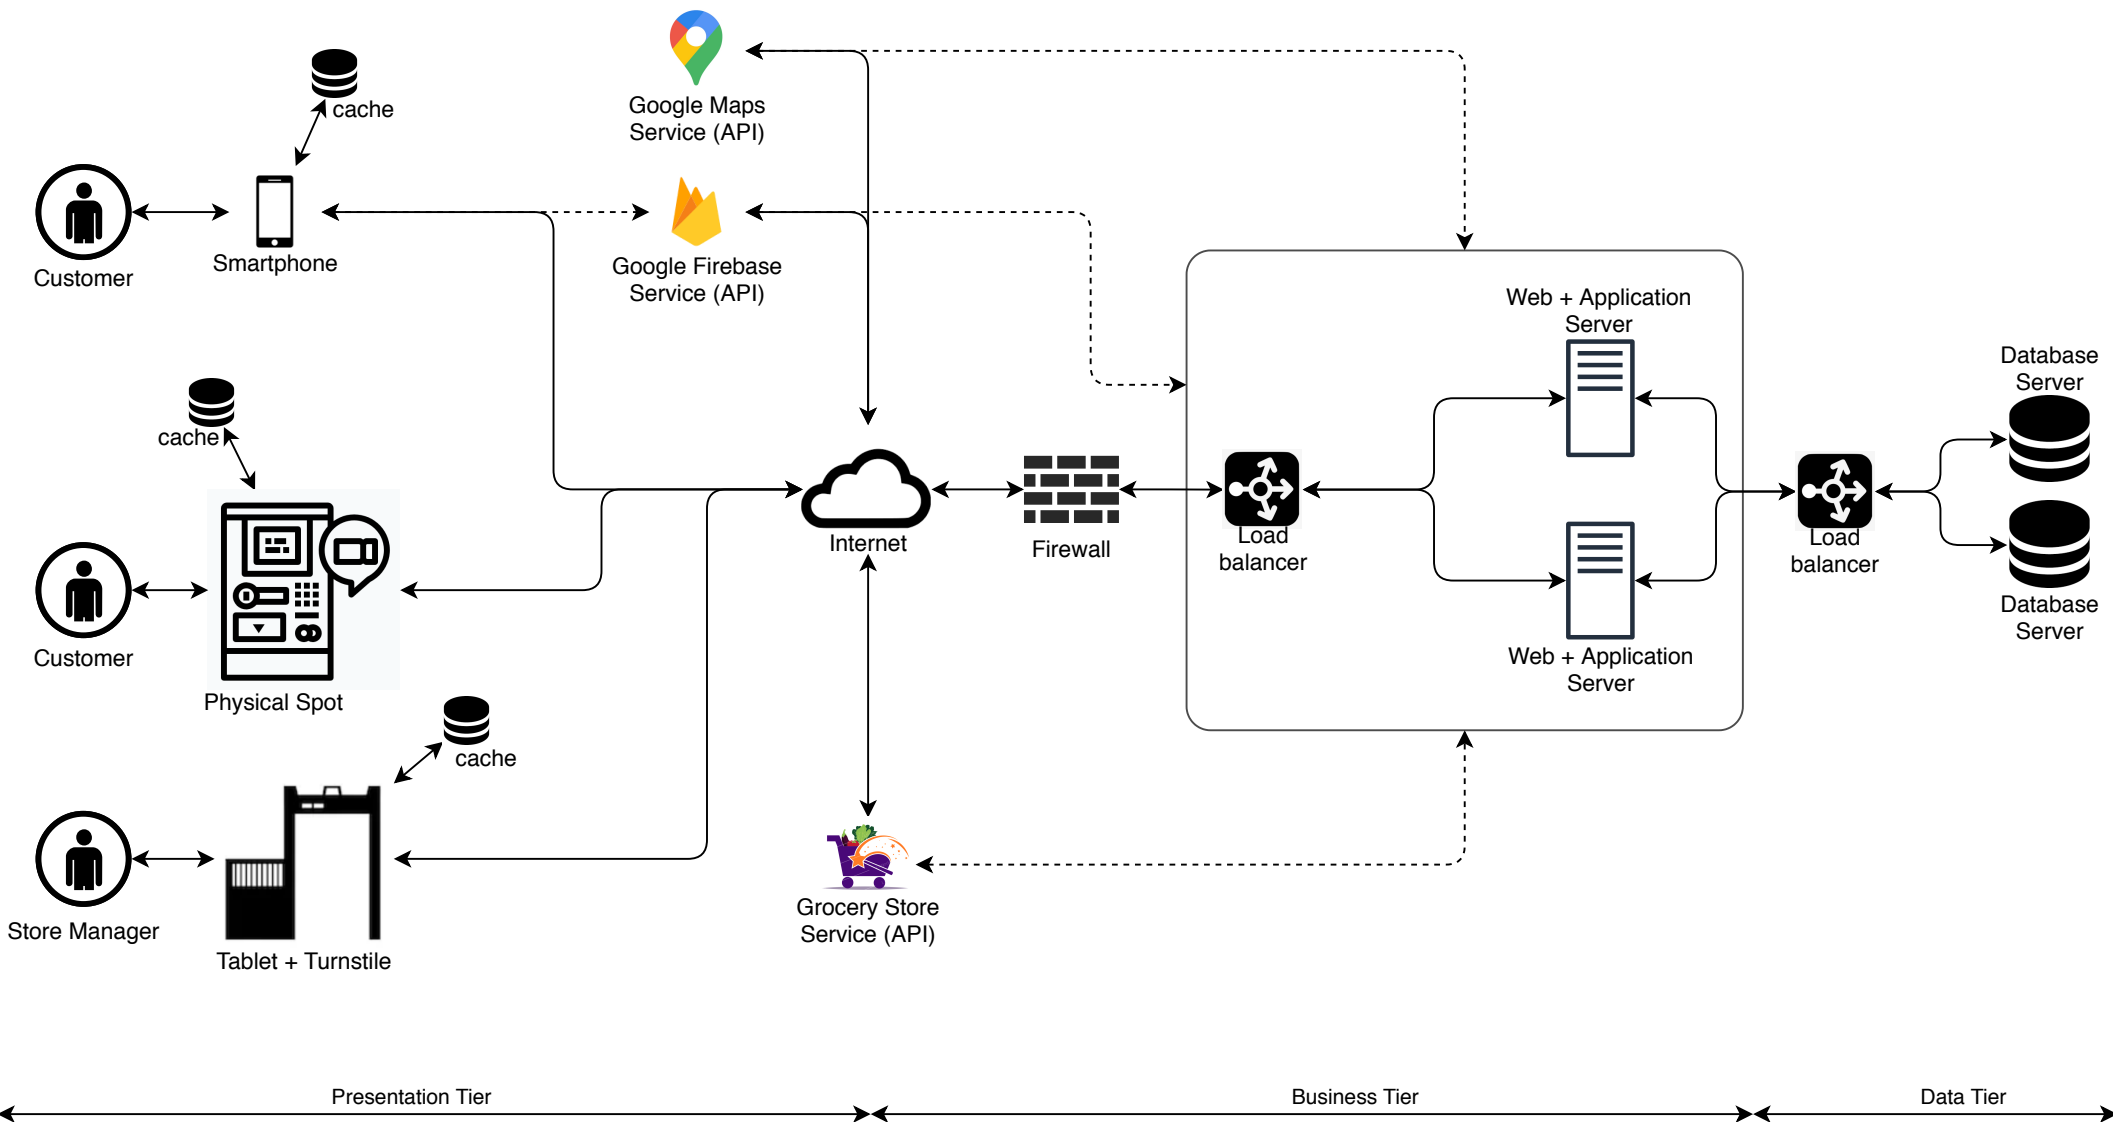 cache
Google Maps
Service (API)
Customer
Smartphone
Google Firebase
Service (API)
Web + Application
Server
Database
Server
cache
Internet
Firewall
Load
balancer
Load
balancer
Customer
Physical Spot
Database
Server
Web + Application
Server
cache
Store Manager
Tablet + Turnstile
Grocery Store
Service (API)
Presentation Tier
Business Tier
Data Tier